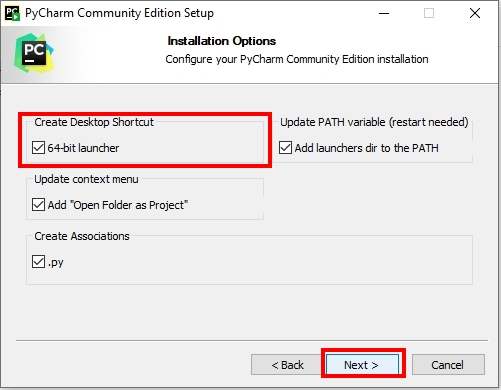 PC PyCharm Community Edition Setup
PC
Installation Options
Configure your PyCharm Community Edition installation
Create Desktop Shortcut
64-bit launcher
Update PATH variable (restart needed)
Add launchers dir to the PATH
Update context menu
Add "Open Folder as Project"
Create Associations
.py
< Back
Next >
Cancel